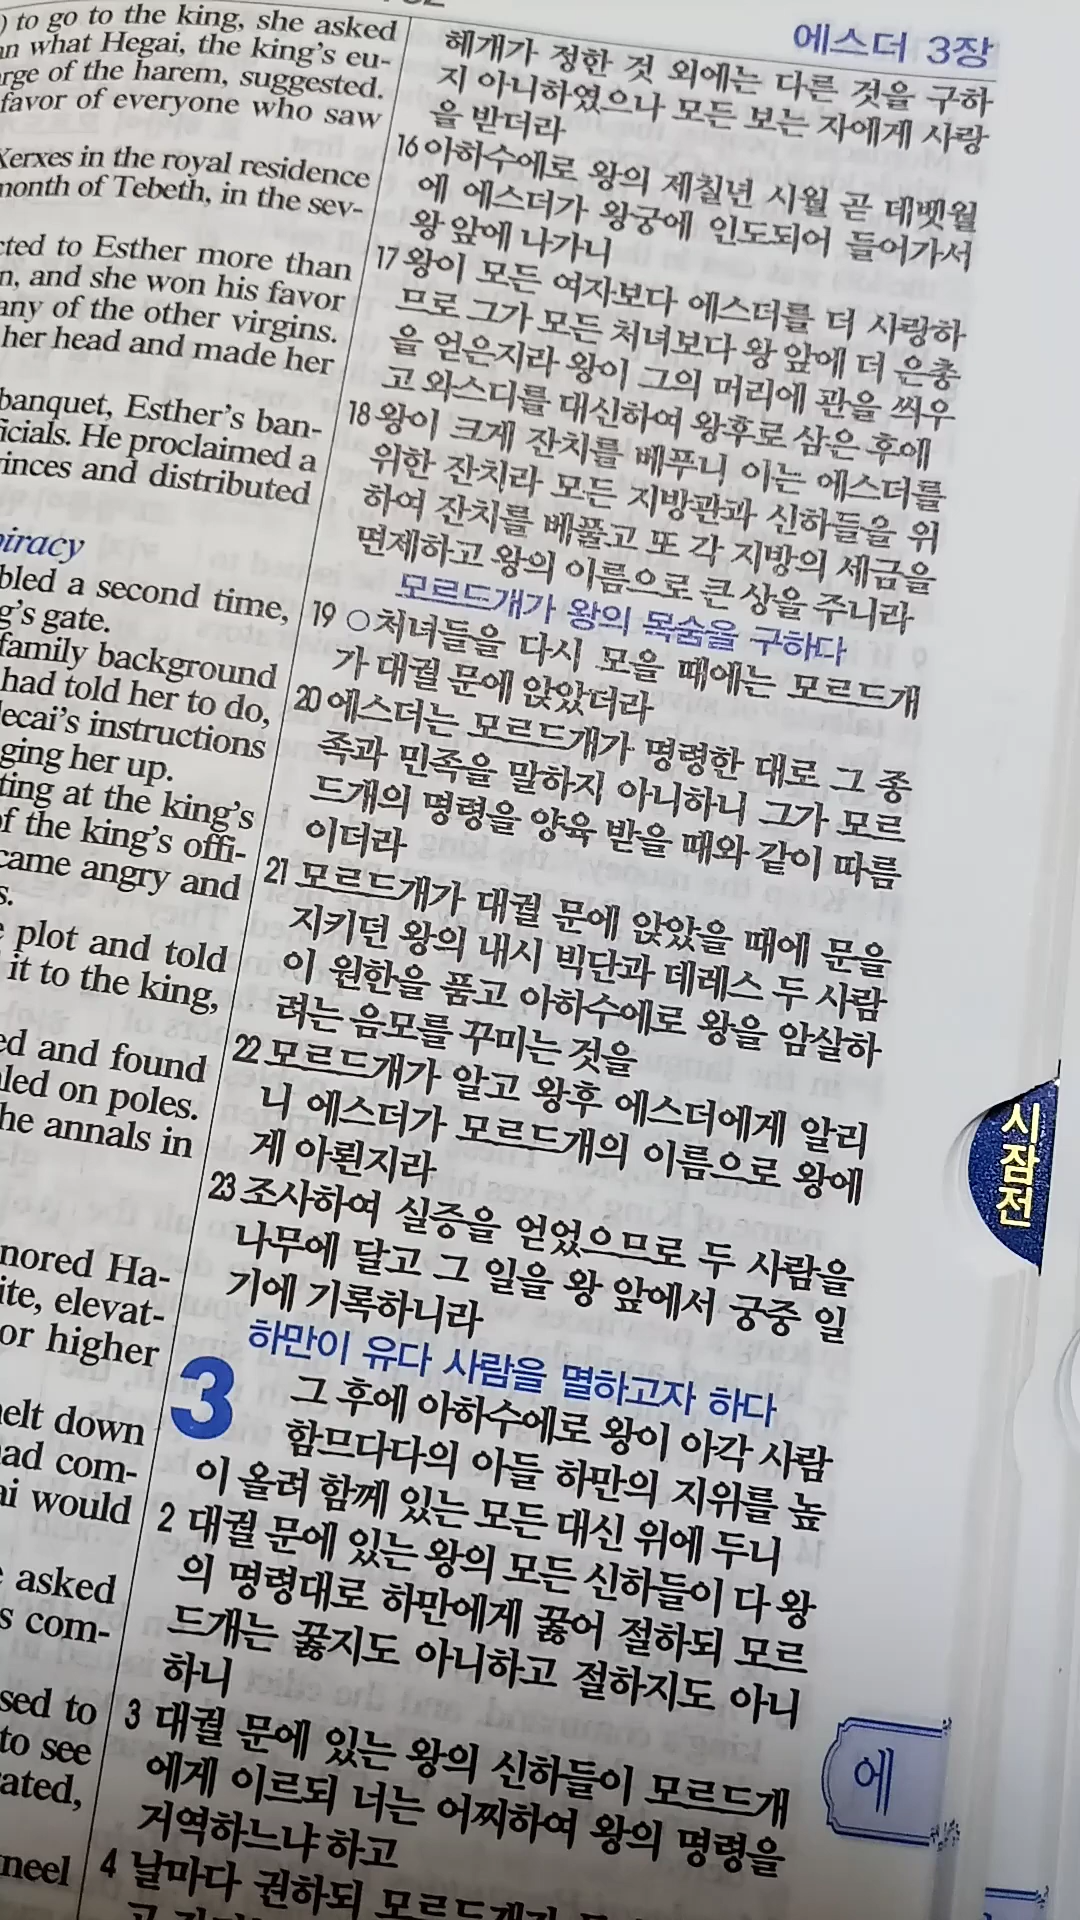 ) to go to the king, she asked
what Hegai, the king's eu-
of the harem, suggested.
favor of everyone who saw
Xerxes in the royal residence
month of Tebeth, in the sev-
to Esther more than
and she won his favor
any of the other virgins.
her head and made her
banquet, Esther's ban-
He proclaimed a
and distributed
a second time,
gate.
family background
had told her to do,
instructions
her up.
at the king's
of the king's offi-
came angry and
plot and told
it to the king,
and found
on poles.
the annals in
Ha-
elevat-
or higher
down
com-
would
asked
com-
to
to see
에스더 3장
헤개가 정한 것 외에는 다른 것을 구하
지 아니하였으나 모든 보는 자에게 사랑
을 받더라
16 아하수에로 왕의 제칠년 시월 곧 데벳월
에 에스더가 왕궁에 인도되어 들어가서
왕 앞에 나가니
17 왕이 모든 여자보다 에스더를 더 사랑하
므로 그가 모든 처녀보다 왕 앞에 더 은총
을 얻은지라 왕이 그의 머리에 관을 씌우
고 와스디를 대신하여 왕후로 삼은 후에
18 왕이 크게 잔치를 베푸니 이는 에스더를
위한 잔치라 모든 지방관과 신하들을 위
하여 잔치를 베풀고 또 각 지방의 세금을
면제하고 왕의 이름으로 큰 상을 주니라
모르드개가 왕의 목숨을 구하다
19 ○처녀들을 다시 모을 때에는 모르드개
가 대궐 문에 앉았더라
20 에스더는 모르드개가 명령한 대로 그 종
족과 민족을 말하지 아니하니 그가 모르
드개의 명령을 양육 받을 때와 같이 따름
이더라
21 모르드개가 대궐 문에 앉았을 때에 문을
지키던 왕의 내시 빅단과 데레스 두 사람
이 원한을 품고 아하수에로 왕을 암살하
려는 음모를 꾸미는 것을
22 모르드개가 알고 왕후 에스더에게 알리
니 에스더가 모르드개의 이름으로 왕에
게 아뢴지라
23 조사하여 실증을 얻었으므로 두 사람을
나무에 달고 그 일을 왕 앞에서 궁중 일
기에 기록하니라
하만이 유다 사람을 멸하고자 하다
3 그 후에 아하수에로 왕이 아각 사람
함므다다의 아들 하만의 지위를 높
이 올려 함께 있는 모든 대신 위에 두니
2 대궐 문에 있는 왕의 모든 신하들이 다 왕
의 명령대로 하만에게 꿇어 절하되 모르
드개는 꿇지도 아니하고 절하지도 아니
하니
3 대궐 문에 있는 왕의 신하들이 모르드개
에게 이르되 너는 어찌하여 왕의 명령을
거역하느냐 하고
4 날마다 권하되 모르드개가
시잠전
에